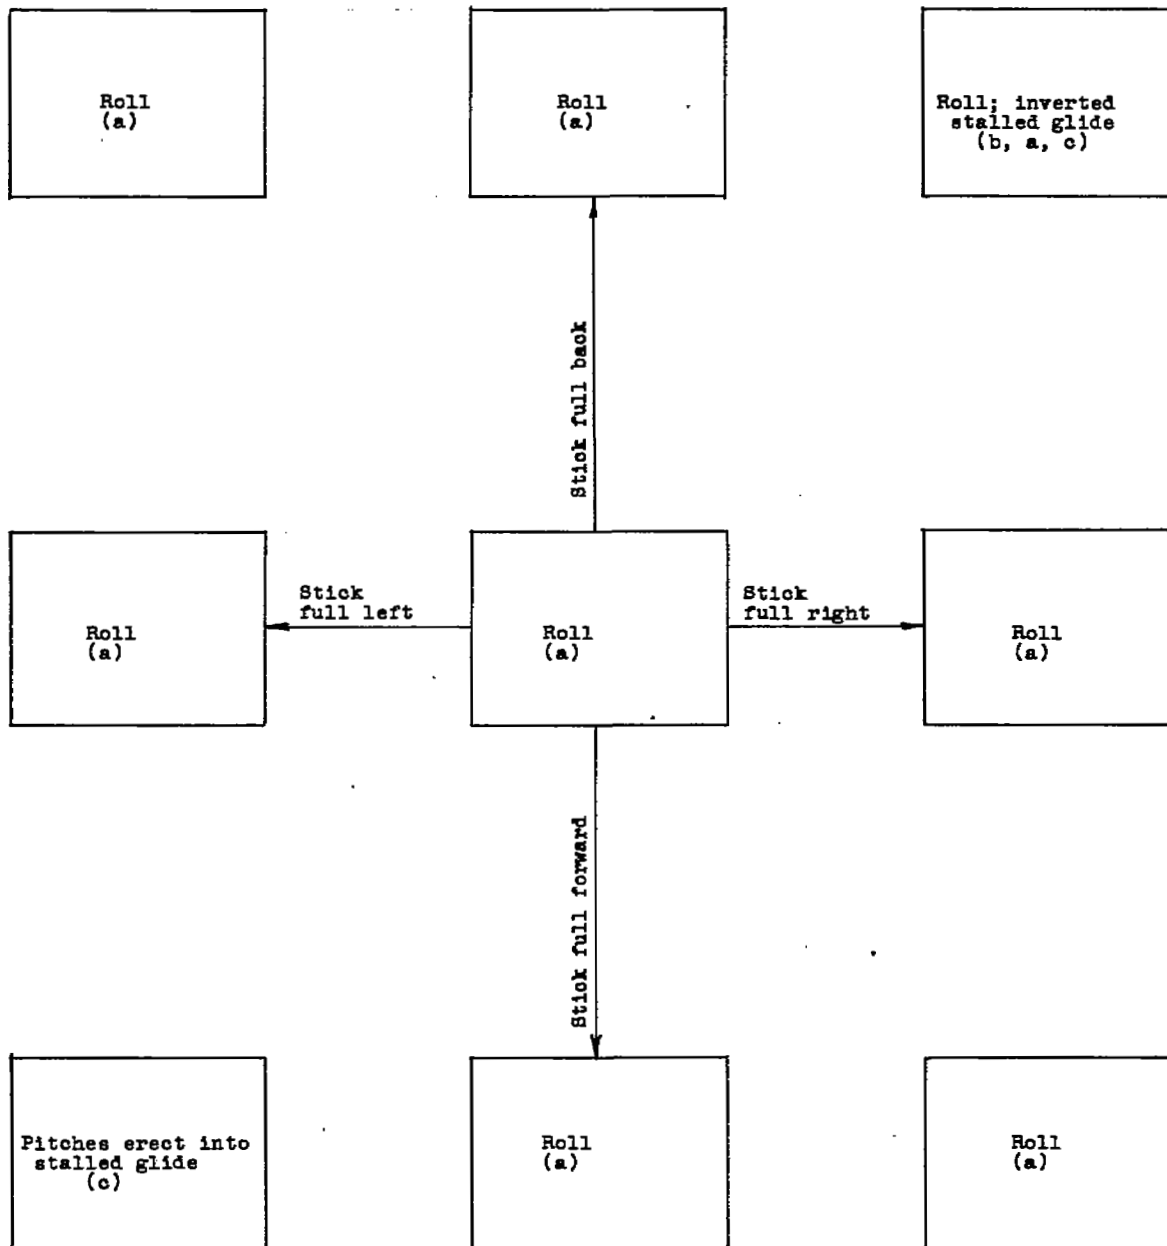 Roll
(a)
Roll
(a)
Roll; inverted
stalled glide
(b, a, c)
Stick full back
Roll
(a)
Stick
full left
Roll
(a)
Stick
full right
Roll
(a)
Stick full forward
Pitches erect into
stalled glide
(c)
Roll
(a)
Roll
(a)